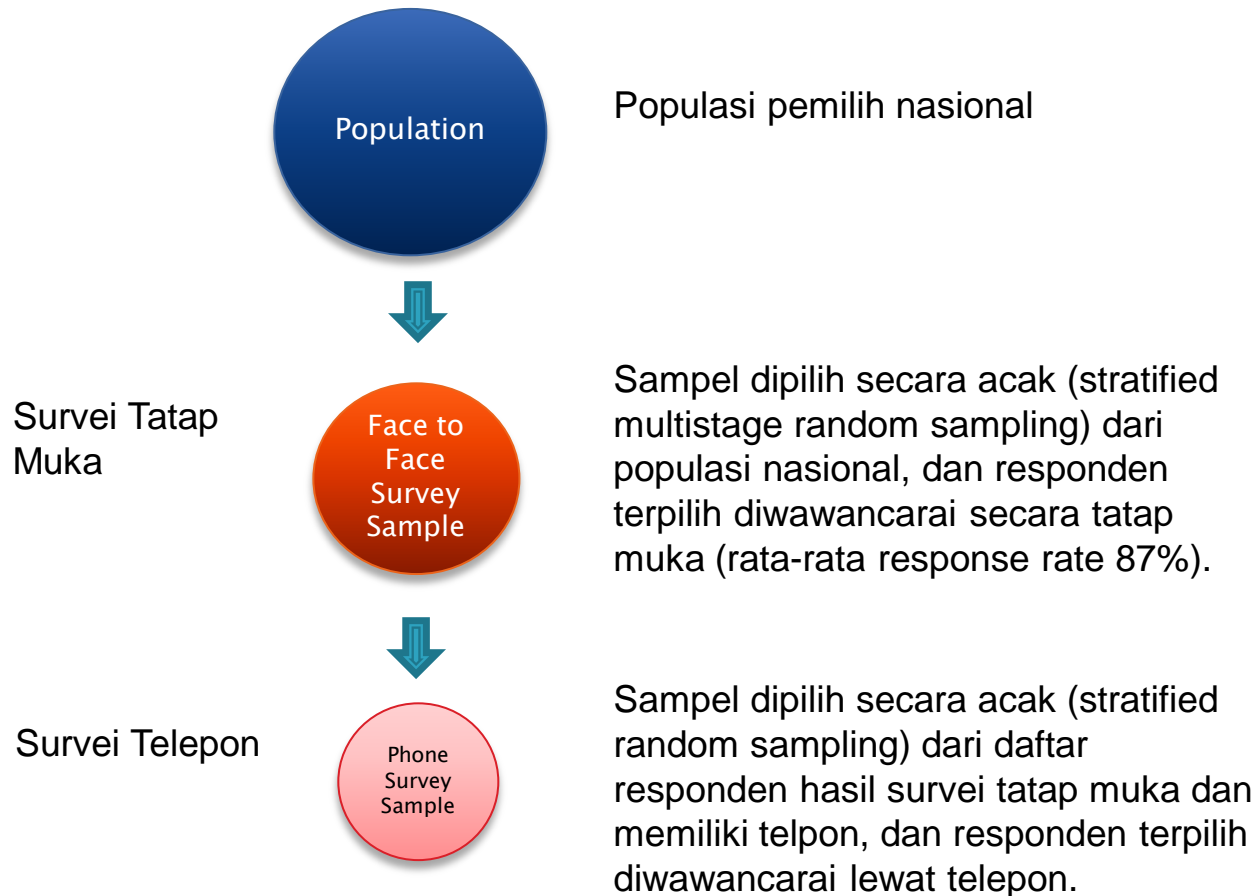 Population
Populasi pemilih nasional
Survei Tatap
Muka
Face to
Face
Survey
Sample
Sampel dipilih secara acak (stratified
multistage random sampling) dari
populasi nasional, dan responden
terpilih diwawancarai secara tatap
muka (rata-rata response rate 87%).
Survei Telepon
Phone
Survey
Sample
Sampel dipilih secara acak (stratified
random sampling) dari daftar
responden hasil survei tatap muka dan
memiliki telpon, dan responden terpilih
diwawancarai lewat telepon.